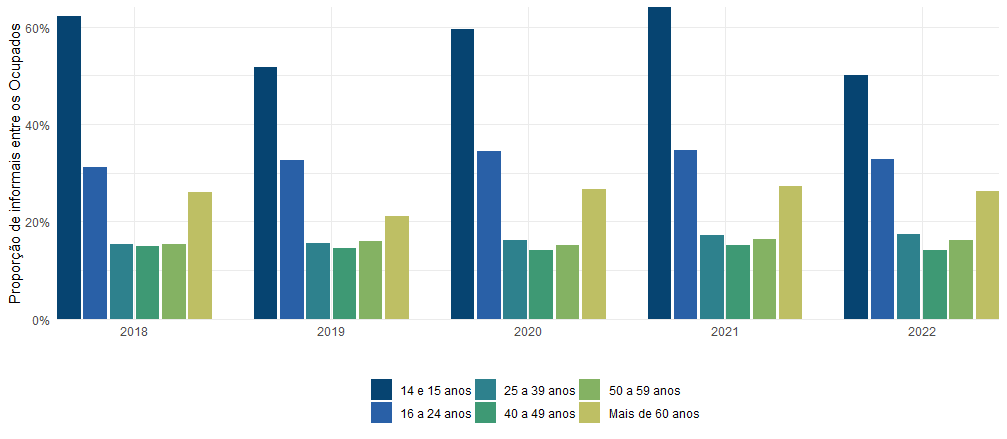 Proporção de informais entre os Ocupados
60%
40%
20%
0%
2018 2019 2020 2021 2022
14 e 15 anos 25 a 39 anos 50 a 59 anos
16 a 24 anos 40 a 49 anos Mais de 60 anos